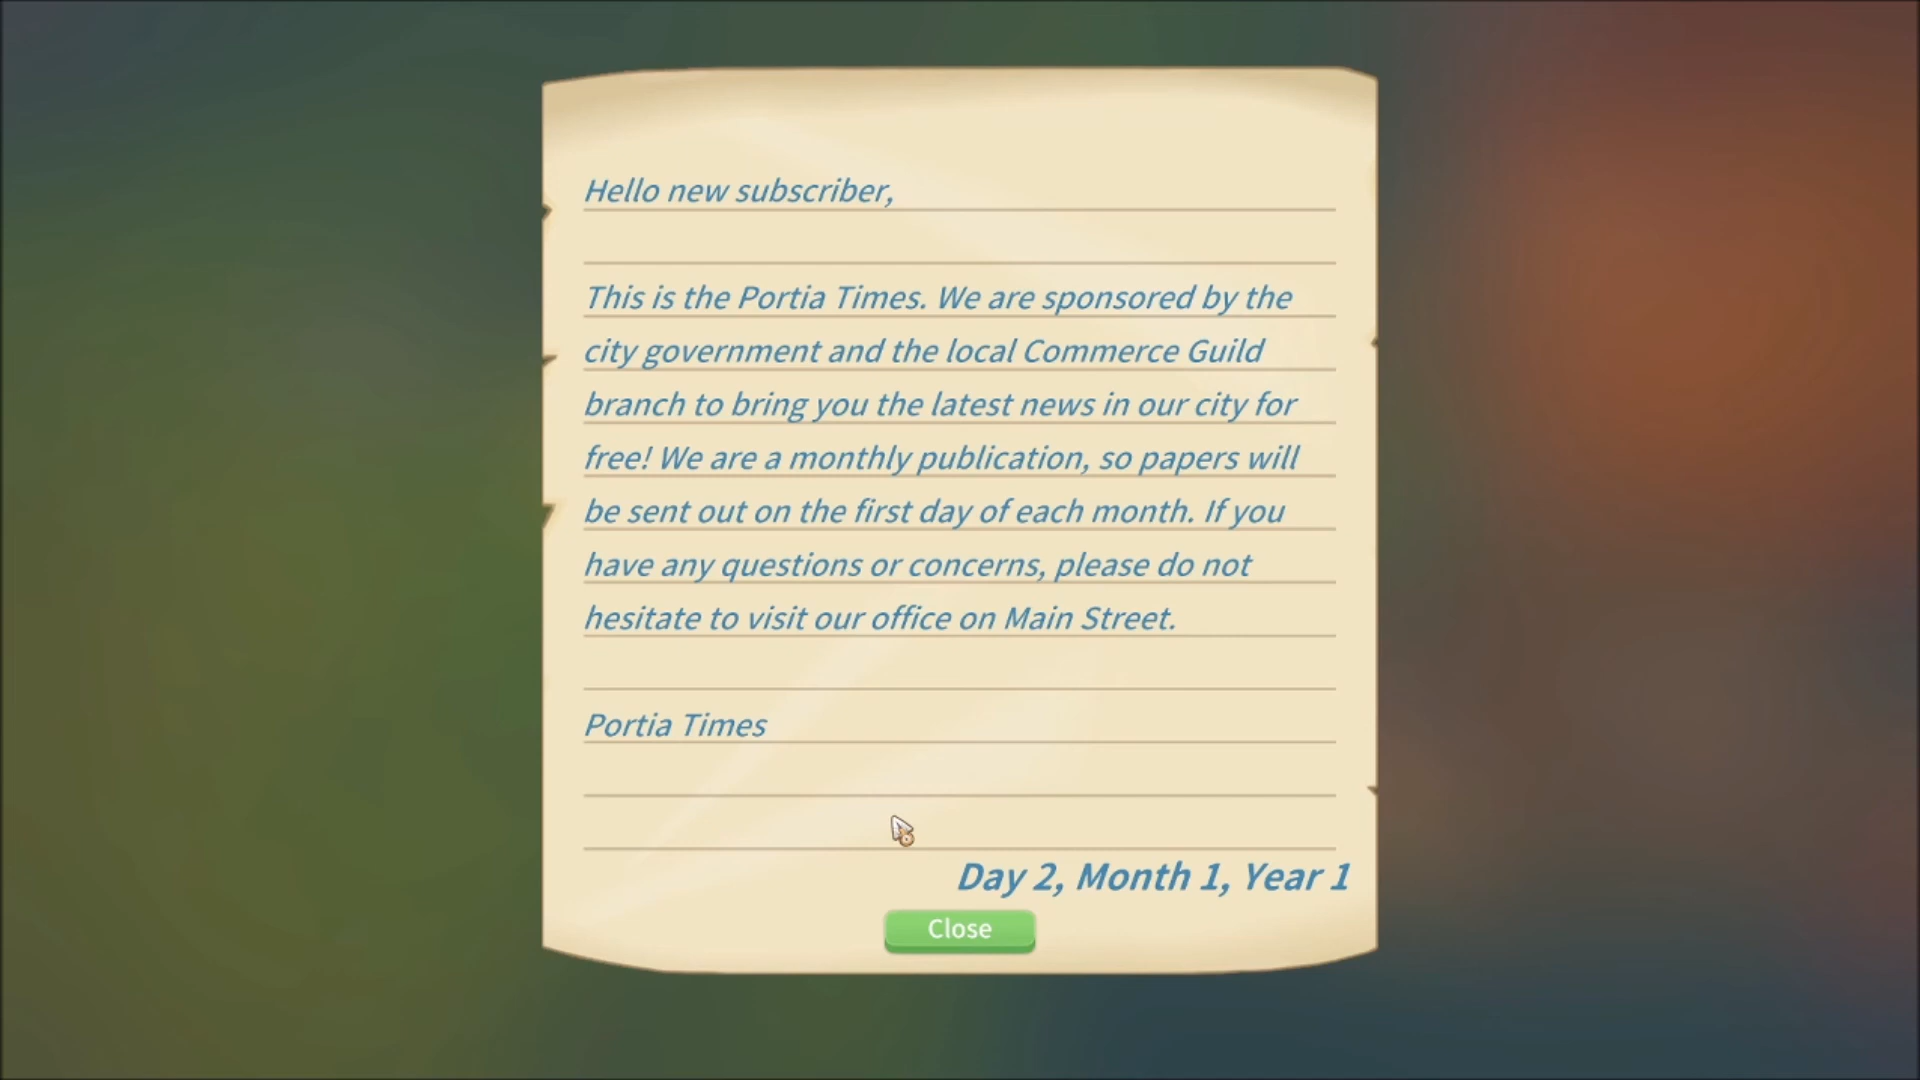 Hello new subscriber,
This is the Portia Times. We are sponsored by the
city government and the local Commerce Guild
branch to bring you the latest news in our city for
free! We are a monthly publication, so papers will
be sent out on the first day of each month. If you
have any questions or concerns, please do not
hesitate to visit our office on Main Street.
Portia Times
Day 2, Month 1, Year 1
Close